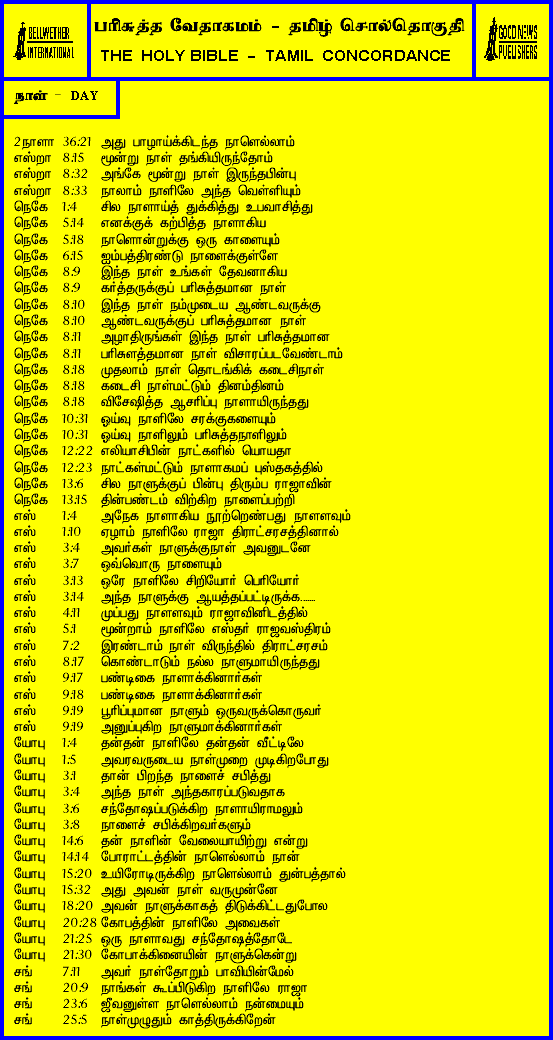 BELLWETHER
INTERNATIONAL
பரிசுத்த வேதாகமம் - தமிழ் சொல்தொகுதி
THE HOLY BIBLE - TAMIL CONCORDANCE
GOOD NEWS
PUBLISHERS
நாள் - DAY
2நாளா 36:21 அது பாழாய்க்கிடந்த நாளெல்லாம்
எஸ்றா 8:15 மூன்று நாள் தங்கியிருந்தோம்
எஸ்றா 8:32 அங்கே மூன்று நாள் இருந்தபின்பு
எஸ்றா 8:33 நாலாம் நாளிலே அந்த வெள்ளியும்
நெகே 1:4 சில நாளாய்த் துக்கித்து உபவாசித்து
நெகே 5:14 எனக்குக் கற்பித்த நாளாகிய
நெகே 5:18 நாளொன்றுக்கு ஒரு காளையும்
நெகே 6:15 ஐம்பத்திரண்டு நாளைக்குள்ளே
நெகே 8:9 இந்த நாள் உங்கள் தேவனாகிய
நெகே 8:9 கர்த்தருக்குப் பரிசுத்தமான நாள்
நெகே 8:10 இந்த நாள் நம்முடைய ஆண்டவருக்கு
நெகே 8:10 ஆண்டவருக்குப் பரிசுத்தமான நாள்
நெகே 8:11 அழாதிருங்கள் இந்த நாள் பரிசுத்தமான
நெகே 8:11 பரிசுளத்தமான நாள் விசாரப்படவேண்டாம்
நெகே 8:18 முதலாம் நாள் தொடங்கிக் கடைசிநாள்
நெகே 8:18 கடைசி நாள்மட்டும் தினம்தினம்
நெகே 8:18 விசேஷித்த ஆசரிப்பு நாளாயிருந்தது
நெகே 10:31 ஓய்வு நாளிலே சரக்குகளையும்
நெகே 10:31 ஓய்வு நாளிலும் பரிசுத்தநாளிலும்
நெகே 12:22 எலியாசிபின் நாட்களில் யொயதா
நெகே 12:23 நாட்கள்மட்டும் நாளாகமப் புஸ்தகத்தில்
நெகே 13:6 சில நாளுக்குப் பின்பு திரும்ப ராஜாவின்
நெகே 13:15 தின்பண்டம் விற்கிற நாளைப்பற்றி
எஸ் 1:4 அநேக நாளாகிய நூற்றெண்பது நாளளவும்
எஸ் 1:10 ஏழாம் நாளிலே ராஜா திராட்சரசத்தினால்
எஸ் 3:4 அவர்கள் நாளுக்குநாள் அவனுடனே
எஸ் 3:7 ஒவ்வொரு நாளையும்
எஸ் 3:13 ஒரே நாளிலே சிறியோர் பெரியோர்
எஸ் 3:14 அந்த நாளுக்கு ஆயத்தப்பட்டிருக்க......
எஸ் 4:11 முப்பது நாளளவும் ராஜாவினிடத்தில்
எஸ் 5:1 மூன்றாம் நாளிலே எஸ்தர் ராஜவஸ்திரம்
எஸ் 7:2 இரண்டாம் நாள் விருந்தில் திராட்சரசம்
எஸ் 8:17 கொண்டாடும் நல்ல நாளுமாயிருந்தது
எஸ் 9:17 பண்டிகை நாளாக்கினார்கள்
எஸ் 9:18 பண்டிகை நாளாக்கினார்கள்
எஸ் 9:19 பூரிப்புமான நாளும் ஒருவருக்கொருவர்
எஸ் 9:19 அனுப்புகிற நாளுமாக்கினார்கள்
யோபு 1:4 தன்தன் நாளிலே தன்தன் வீட்டிலே
யோபு 1:5 அவரவருடைய நாள்முறை முடிகிறபோது
யோபு 3:1 தான் பிறந்த நாளைச் சபித்து
யோபு 3:4 அந்த நாள் அந்தகாரப்படுவதாக
யோபு 3:6 சந்தோஷப்படுக்கிற நாளாயிராமலும்
யோபு 3:8 நாளைச் சபிக்கிறவர்களும்
யோபு 14:6 தன் நாளின் வேலையாயிற்று என்று
யோபு 14:14 போராட்டத்தின் நாளெல்லாம் நான்
யோபு 15:20 உயிரோடிருக்கிற நாளெல்லாம் துன்பத்தால்
யோபு 15:32 அது அவன் நாள் வருமுன்னே
யோபு 18:20 அவன் நாளுக்காகத் திடுக்கிட்டதுபோல
யோபு 20:28 கோபத்தின் நாளிலே அவைகள்
யோபு 21:25 ஒரு நாளாவது சந்தோஷத்தோடே
யோபு 21:30 கோபாக்கினையின் நாளுக்கென்று
சங் 7:11 அவர் நாள்தோறும் பாவியின்மேல்
சங் 20:9 நாங்கள் கூப்பிடுகிற நாளிலே ராஜா
சங் 23:6 ஜீவனுள்ள நாளெல்லாம் நன்மையும்
சங் 25:5 நாள்முழுதும் காத்திருக்கிறேன்